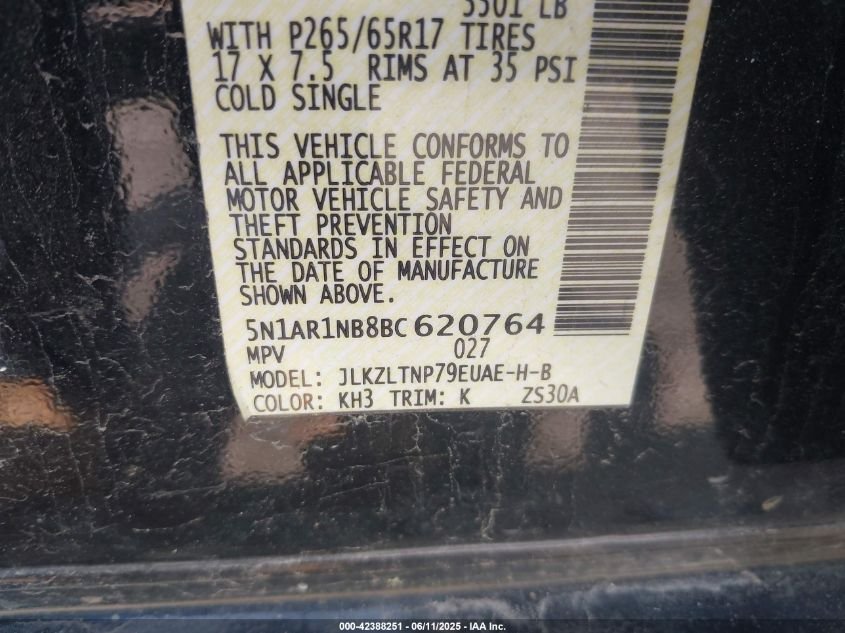 5501 LB
WITH P265/65R17 TIRES
17 X 7.5 RIMS AT 35 PSI
COLD SINGLE
THIS VEHICLE CONFORMS TO
ALL APPLICABLE FEDERAL
MOTOR VEHICLE SAFETY AND
THEFT PREVENTION
STANDARDS IN EFFECT ON
THE DATE OF MANUFACTURE
SHOWN ABOVE.
5N1AR1NB8BC620764
MPV 027
MODEL: JLKZLTNP79EUAE-H-B
COLOR: KH3 TRIM: K ZS30A
000-42388251 - 06/11/2025 - IAA Inc.